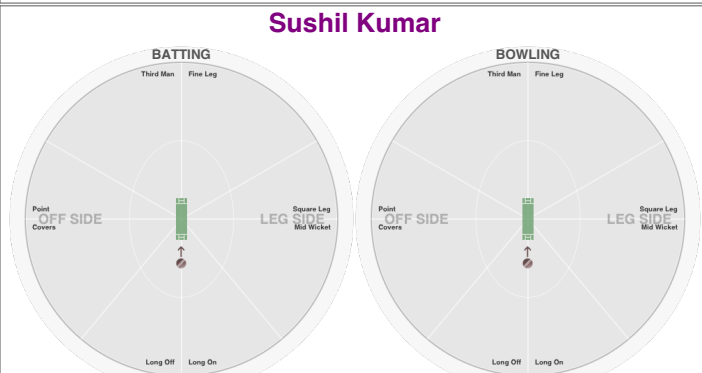 Sushil Kumar
BATTING
Third Man Fine Leg
Point
OFF SIDE
Covers
Square Leg
LEG SIDE
Mid Wicket
Long Off Long On
BOWLING
Third Man Fine Leg
Point
OFF SIDE
Covers
Square Leg
LEG SIDE
Mid Wicket
Long Off Long On